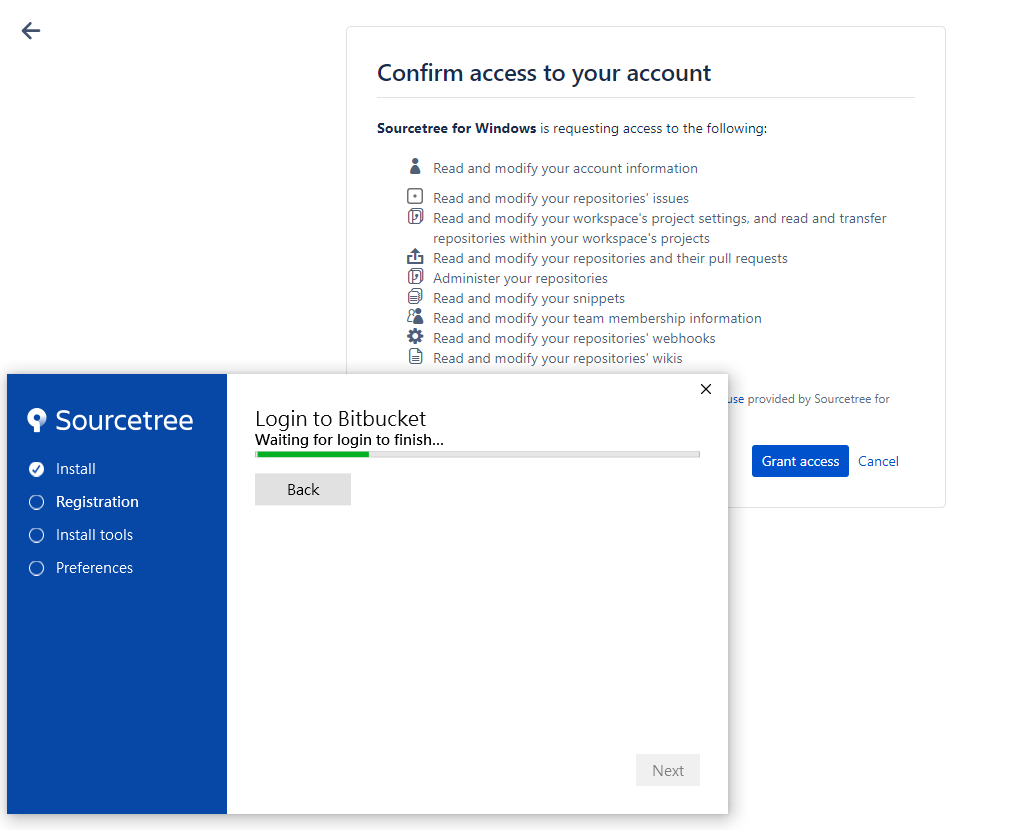 Confirm access to your account
Sourcetree for Windows is requesting access to the following:
Read and modify your account information
Read and modify your repositories' issues
Read and modify your workspace's project settings, and read and transfer
repositories within your workspace's projects
Read and modify your repositories and their pull requests
Administer your repositories
Read and modify your snippets
Read and modify your team membership information
Read and modify your repositories' webhooks
Read and modify your repositories' wikis
use provided by Sourcetree for
Grant access
Cancel
Sourcetree
Install
Registration
Install tools
Preferences
Login to Bitbucket
Waiting for login to finish...
Back
Next